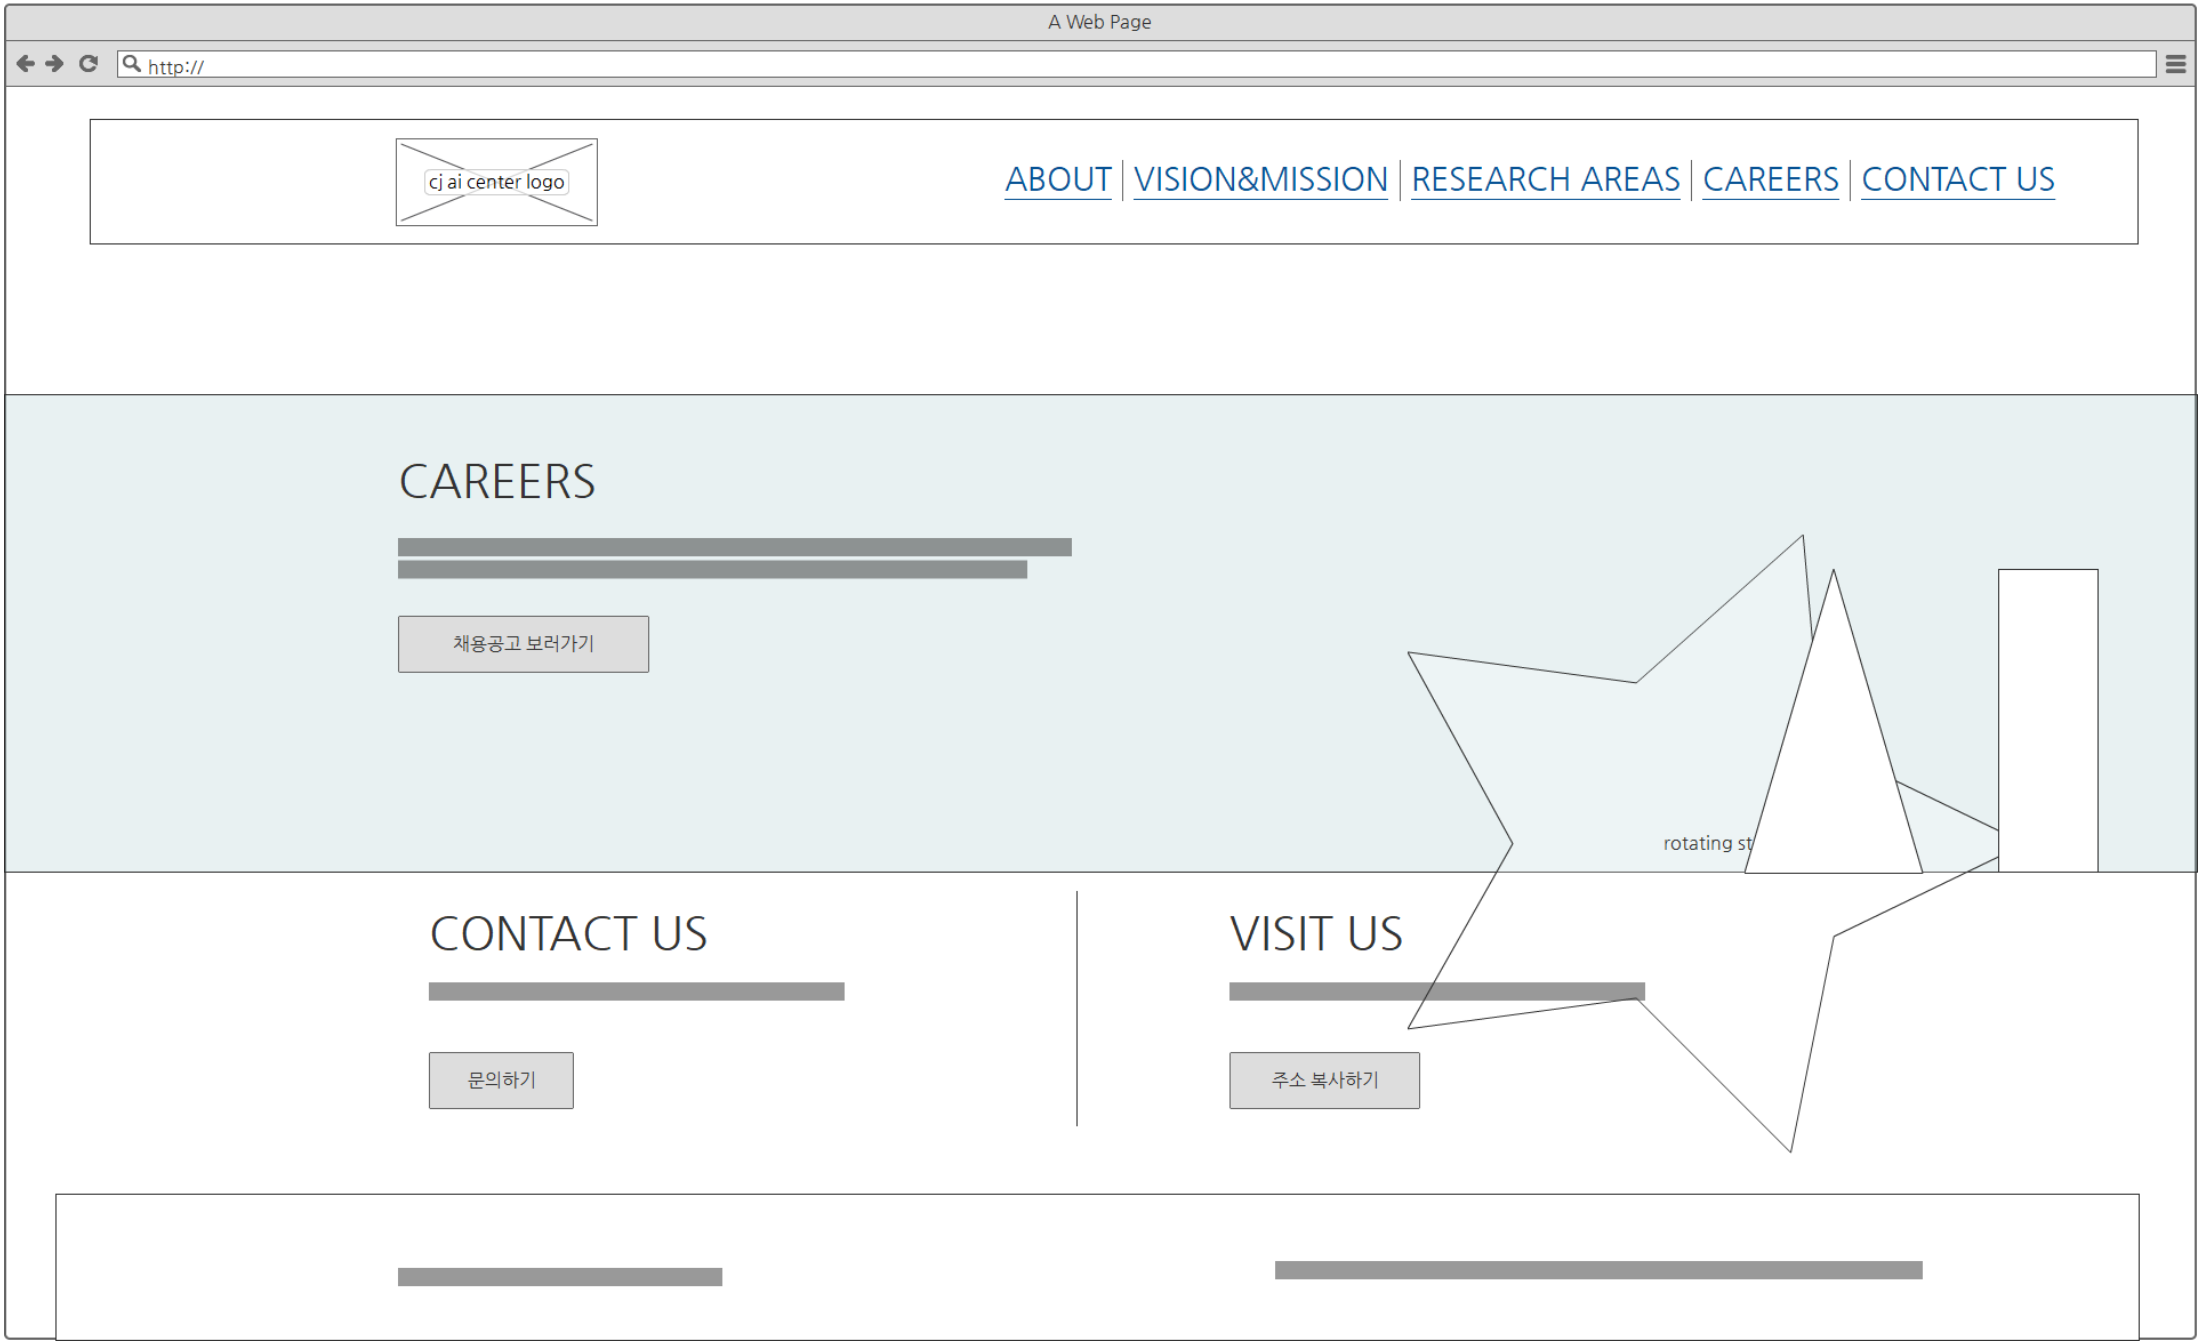 A Web Page
http://
cj ai center logo
ABOUT VISION&MISSION RESEARCH AREAS CAREERS CONTACT US
CAREERS
채용공고 보러가기
rotating st
CONTACT US
VISIT US
문의하기
주소 복사하기